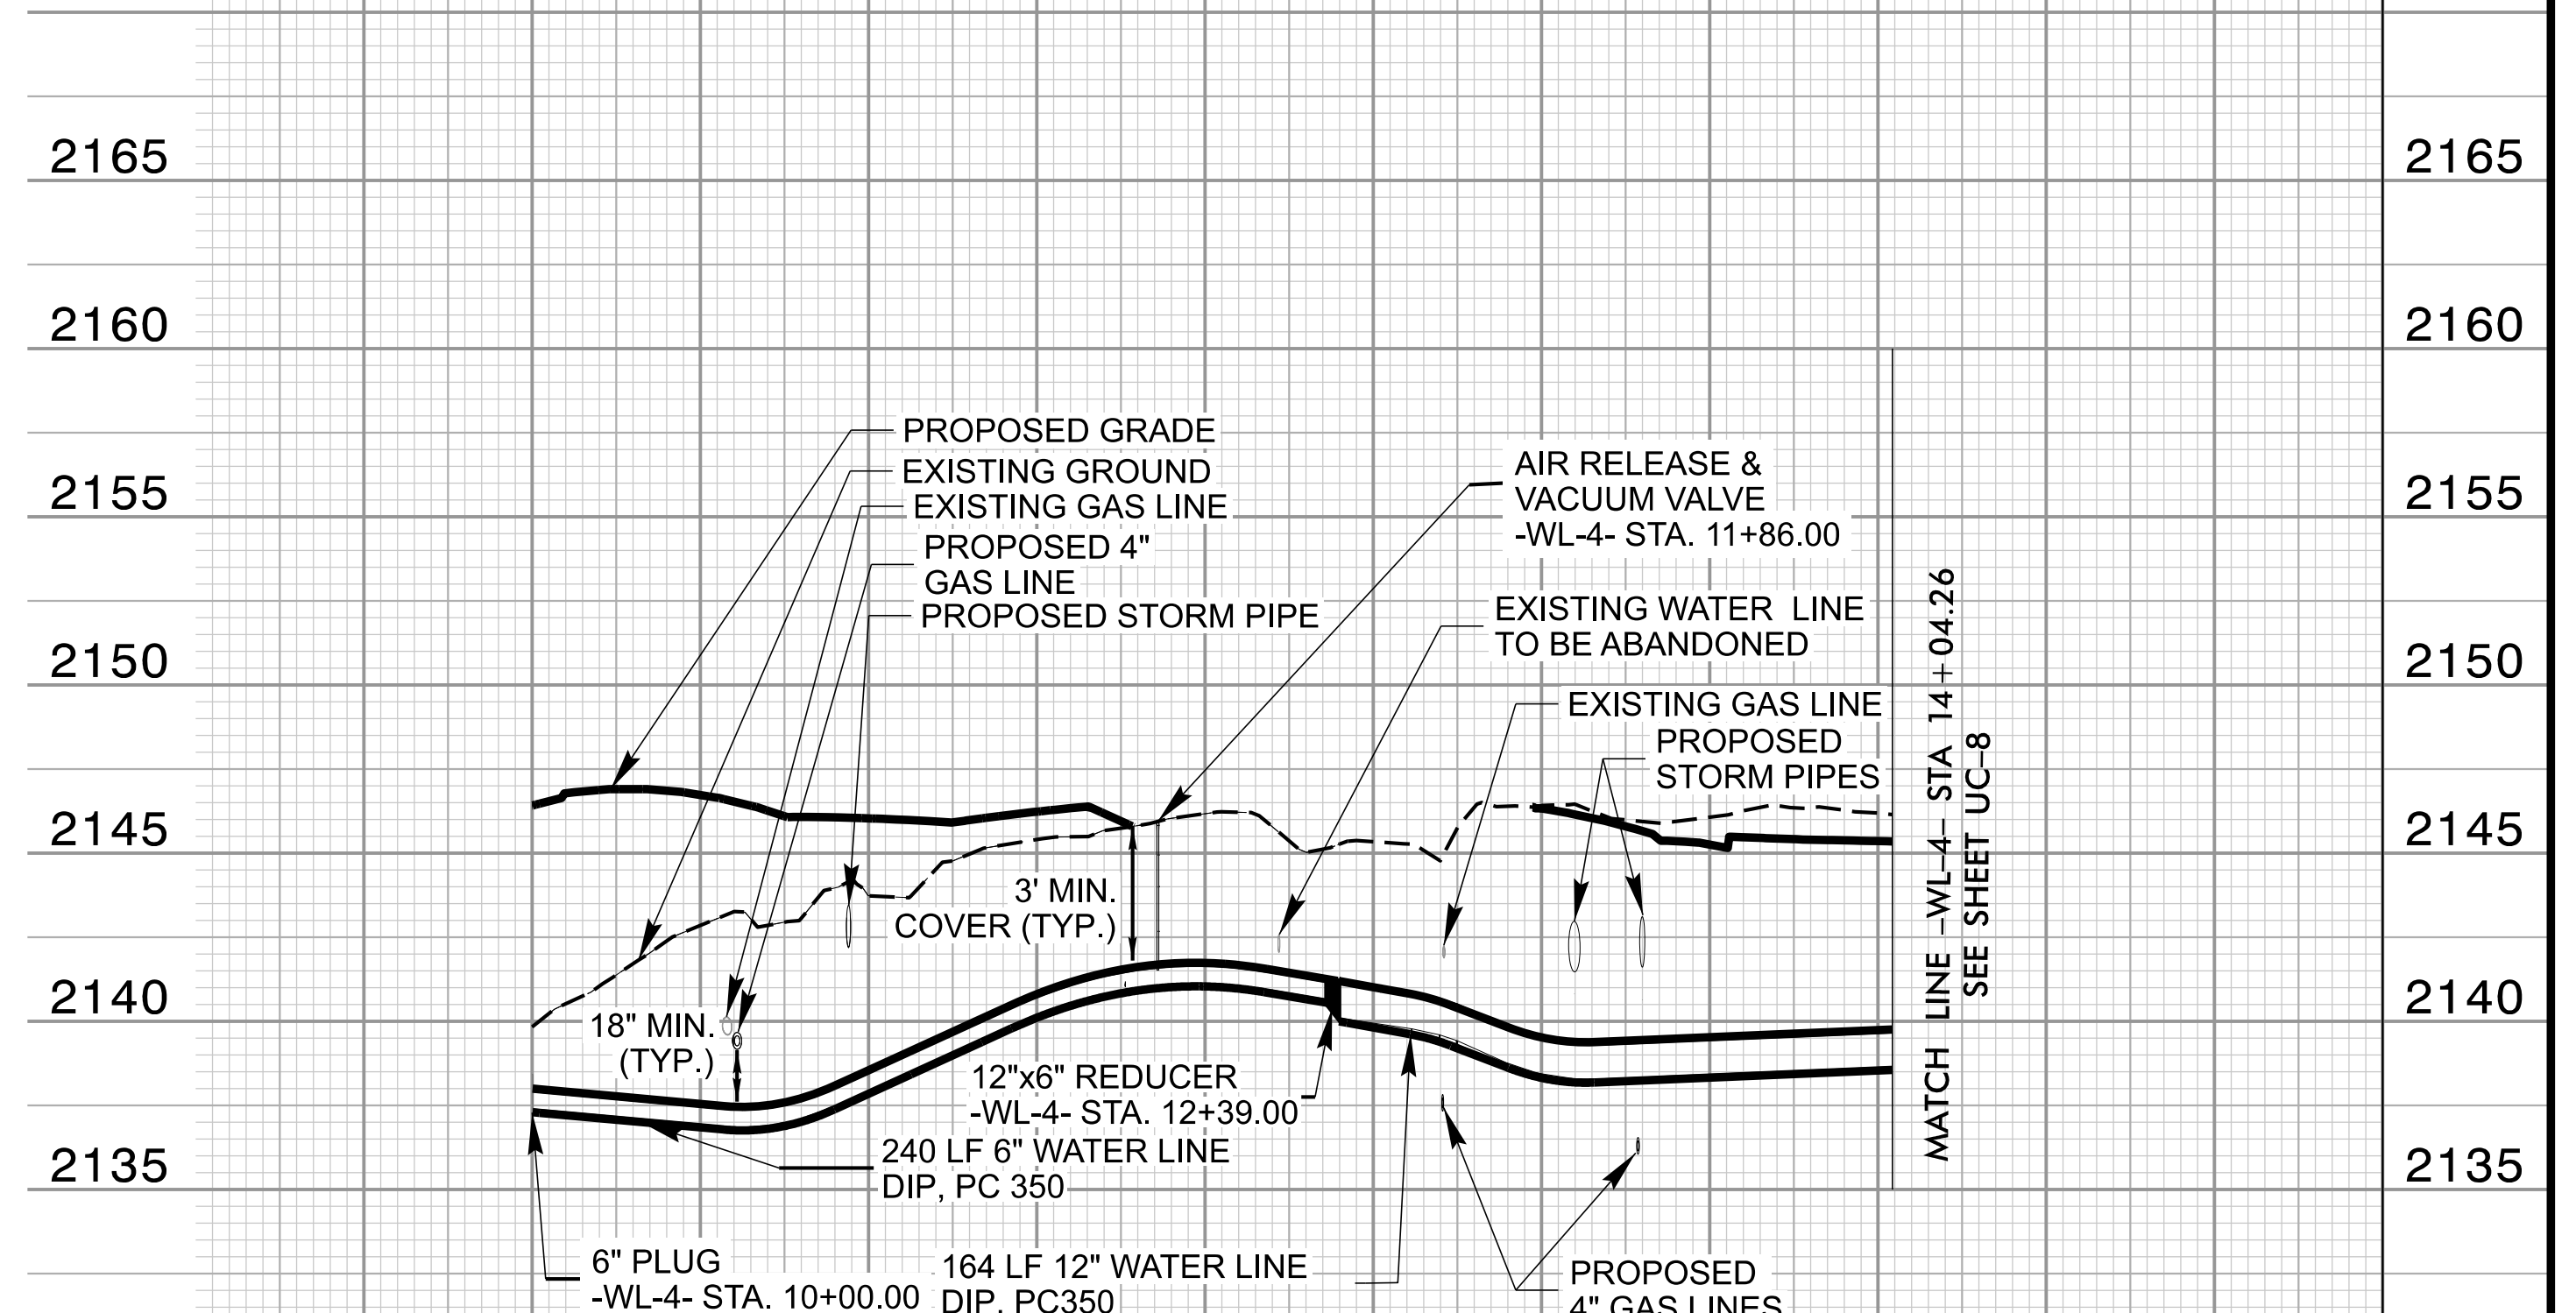 2165
2165
2160
2160
PROPOSED GRADE
EXISTING GROUND
EXISTING GAS LINE
PROPOSED 4"
GAS LINE
PROPOSED STORM PIPE
AIR RELEASE &
VACUUM VALVE
-WL-4- STA. 11+86.00
2155
2155
EXISTING WATER  LINE
TO BE ABANDONED
2150
2150
EXISTING GAS LINE
PROPOSED
STORM PIPES
MATCH LINE -WL-4- STA 14+04.26
SEE SHEET UC-8
2145
2145
3' MIN.
COVER (TYP.)
2140
2140
18" MIN.
(TYP.)
12"x6" REDUCER
-WL-4- STA. 12+39.00
240 LF 6" WATER LINE
DIP, PC 350
2135
2135
6" PLUG
-WL-4- STA. 10+00.00
164 LF 12" WATER LINE
DIP, PC350
PROPOSED
4" GAS LINES